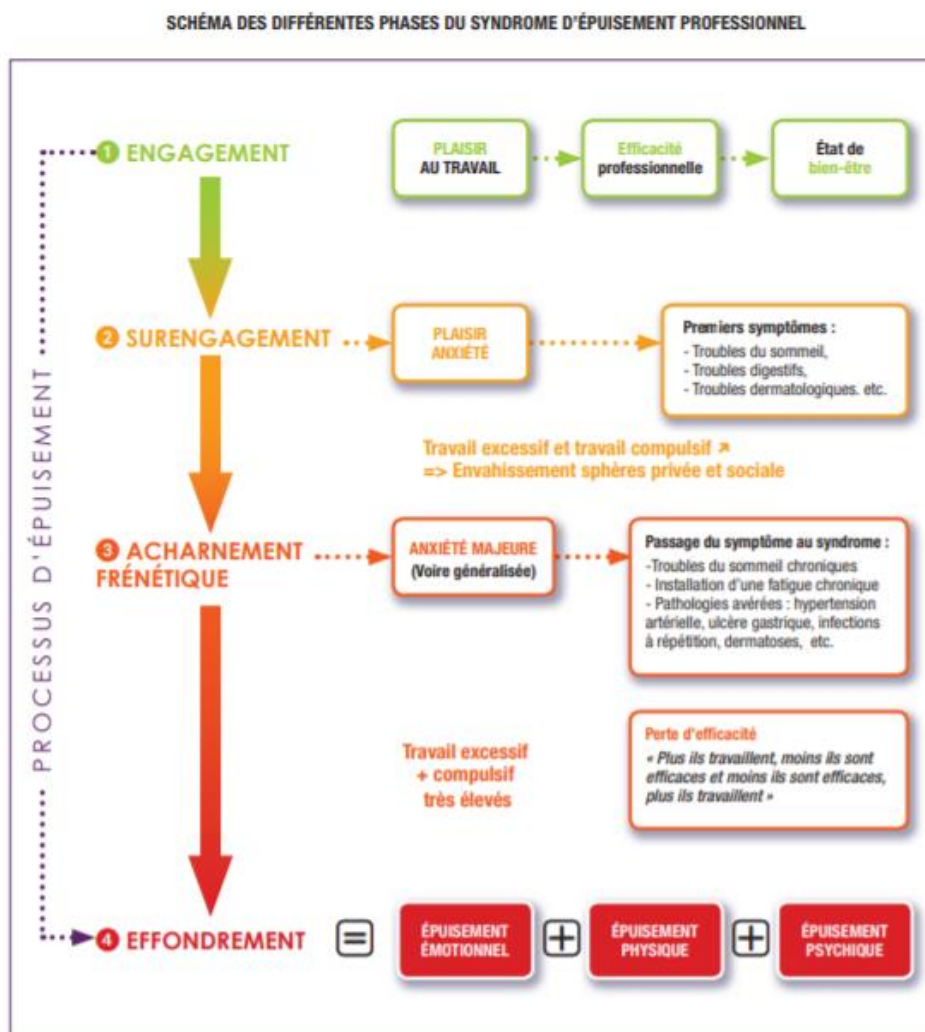 SCHÉMA DES DIFFÉRENTES PHASES DU SYNDROME D'ÉPUISEMENT PROFESSIONNEL
PROCESSUS D'ÉPUISEMENT
1 ENGAGEMENT
PLAISIR
AU TRAVAIL
Efficacité
professionnelle
État de
bien-être
2 SURENGAGEMENT
PLAISIR
ANXIÉTÉ
Premiers symptômes :
- Troubles du sommeil,
- Troubles digestifs,
- Troubles dermatologiques. etc.
Travail excessif et travail compulsif ↗
=> Envahissement sphères privée et sociale
3 ACHARNEMENT
FRÉNÉTIQUE
ANXIÉTÉ MAJEURE
(Voire généralisée)
Passage du symptôme au syndrome :
-Troubles du sommeil chroniques
- Installation d'une fatigue chronique
- Pathologies avérées : hypertension
artérielle, ulcère gastrique, infections
à répétition, dermatoses, etc.
Travail excessif
+ compulsif
très élevés
Perte d'efficacité
« Plus ils travaillent, moins ils sont
efficaces et moins ils sont efficaces,
plus ils travaillent »
4 EFFONDREMENT
=
ÉPUISEMENT
ÉMOTIONNEL
+
ÉPUISEMENT
PHYSIQUE
+
ÉPUISEMENT
PSYCHIQUE